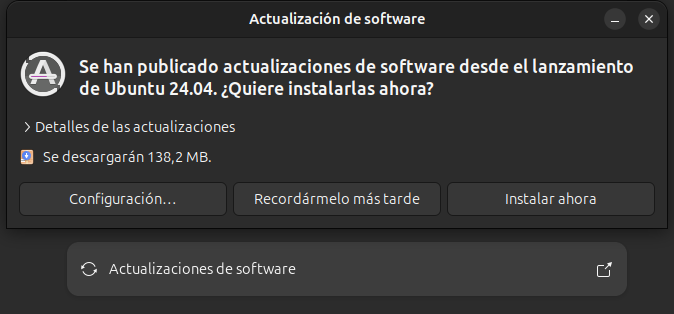 Actualización de software
Se han publicado actualizaciones de software desde el lanzamiento
de Ubuntu 24.04. ¿Quiere instalarlas ahora?
Detalles de las actualizaciones
Se descargarán 138,2 MB.
Configuración…
Recordármelo más tarde
Instalar ahora
Actualizaciones de software